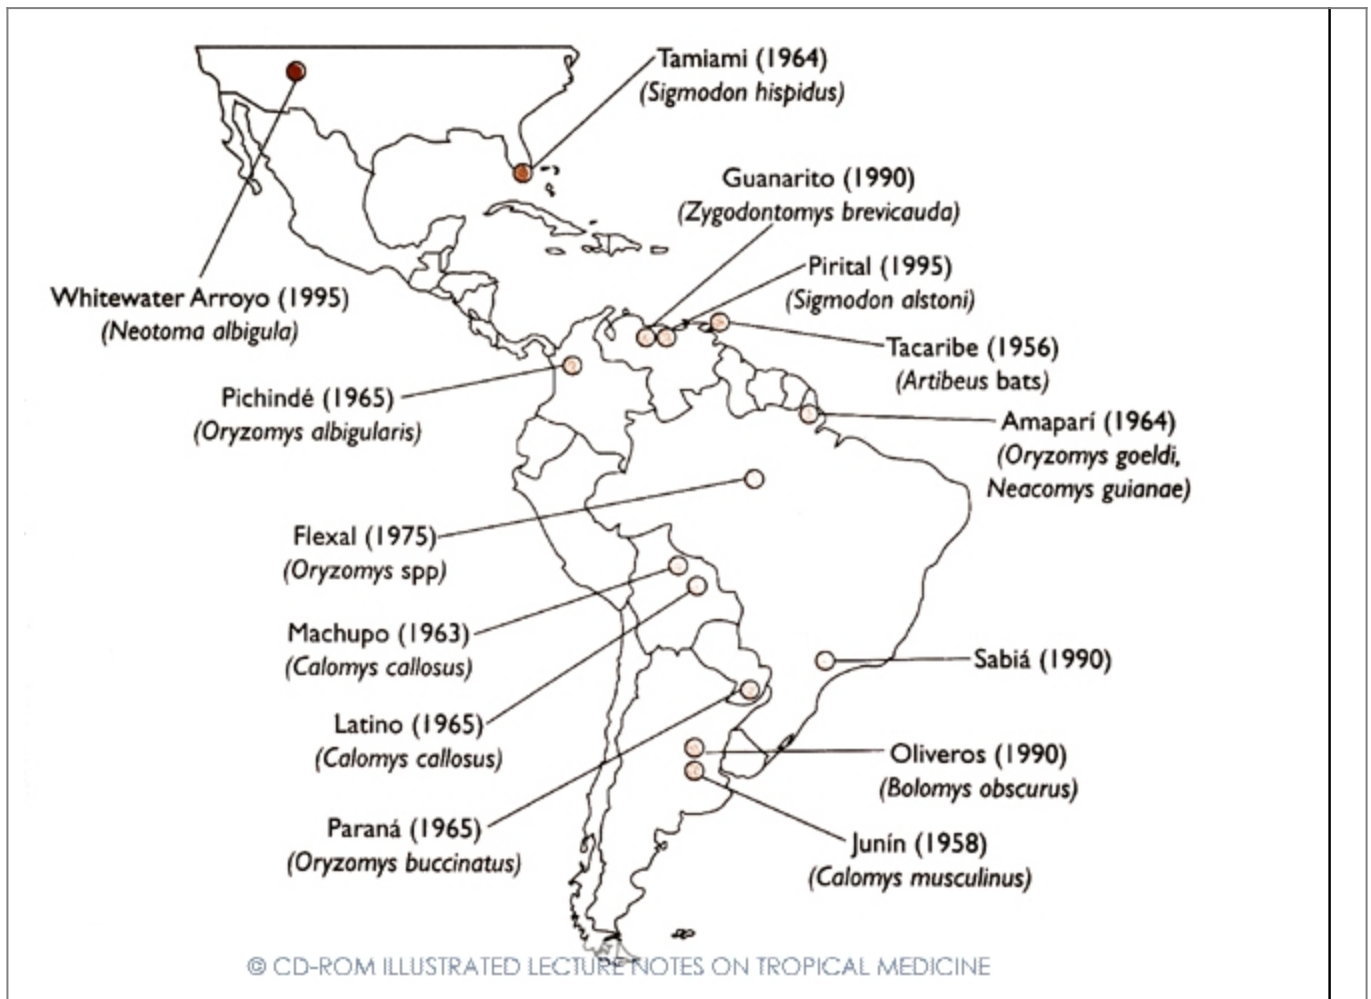 Tamiami (1964)
(Sigmodon hispidus)
Guanarito (1990)
(Zygodontomys brevicauda)
Pirital (1995)
(Sigmodon alstoni)
Whitewater Arroyo (1995)
(Neotoma albigula)
Tacaribe (1956)
(Artibeus bats)
Pichindé (1965)
(Oryzomys albigularis)
Amaparí (1964)
(Oryzomys goeldi,
Neacomys guianae)
Flexal (1975)
(Oryzomys spp)
Machupo (1963)
(Calomys callosus)
Sabiá (1990)
Latino (1965)
(Calomys callosus)
Oliveros (1990)
(Bolomys obscurus)
Paraná (1965)
(Oryzomys buccinatus)
Junín (1958)
(Calomys musculinus)
© CD-ROM ILLUSTRATED LECTURE NOTES ON TROPICAL MEDICINE